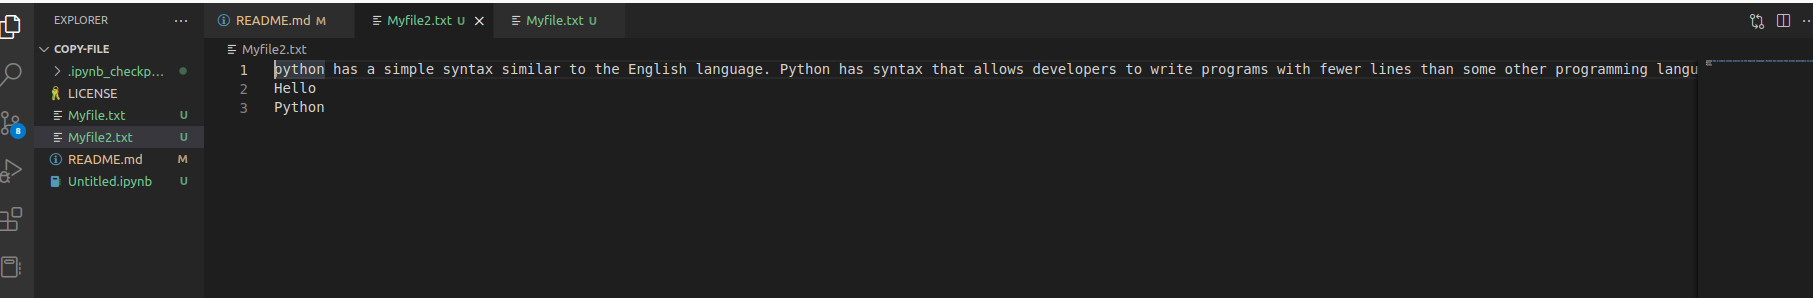 EXPLORER
COPY-FILE
.ipynb_checkp...
LICENSE
Myfile.txt U
Myfile2.txt U
README.md M
Untitled.ipynb U
8
README.md M
Myfile2.txt U
Myfile.txt U
Myfile2.txt
1 python has a simple syntax similar to the English language. Python has syntax that allows developers to write programs with fewer lines than some other programming langu
2 Hello
3 Python